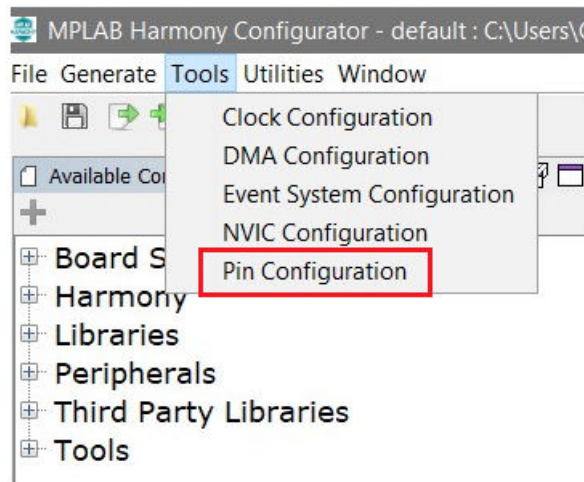 MPLAB Harmony Configurator - default : C:\Users\
File Generate Tools Utilities Window
Clock Configuration
DMA Configuration
Available Co
Event System Configuration
NVIC Configuration
Board S
Pin Configuration
Harmony
Libraries
Peripherals
Third Party Libraries
Tools